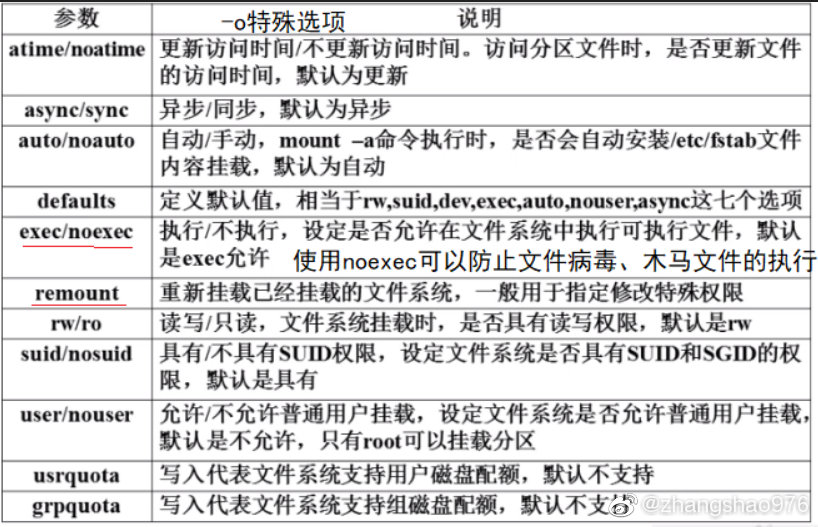 参数 -o特殊选项 说明
atime/noatime 更新访问时间/不更新访问时间。访问分区文件时，是否更新文件
的访问时间，默认为更新
async/sync 异步/同步，默认为异步
auto/noauto 自动/手动，mount –a命令执行时，是否会自动安装/etc/fstab文件
内容挂载，默认为自动
defaults 定义默认值，相当于rw,suid,dev,exec,auto,nouser,async这七个选项
exec/noexec 执行/不执行，设定是否允许在文件系统中执行可执行文件，默认
是exec允许 使用noexec可以防止文件病毒、木马文件的执行
remount 重新挂载已经挂载的文件系统，一般用于指定修改特殊权限
rw/ro 读写/只读，文件系统挂载时，是否具有读写权限，默认是rw
suid/nosuid 具有/不具有SUID权限，设定文件系统是否具有SUID和SGID的权
限，默认是具有
user/nouser 允许/不允许普通用户挂载，设定文件系统是否允许普通用户挂载，
默认是不允许，只有root可以挂载分区
usrquota 写入代表文件系统支持用户磁盘配额，默认不支持
grpquota 写入代表文件系统支持组磁盘配额，默认不支持
@zhangshao976